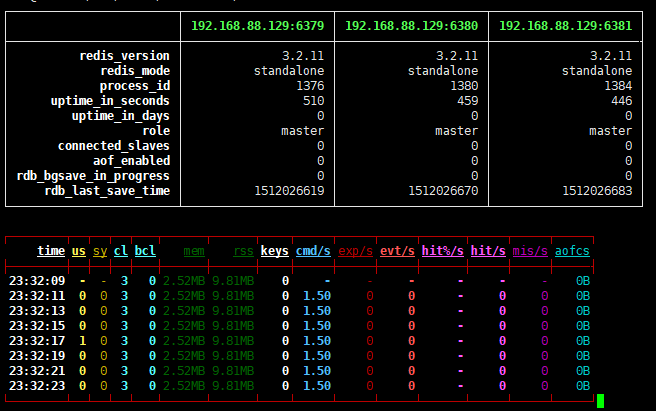 192.168.88.129:6379 192.168.88.129:6380 192.168.88.129:6381
redis_version 3.2.11 3.2.11 3.2.11
redis_mode standalone standalone standalone
process_id 1376 1380 1384
uptime_in_seconds 510 459 446
uptime_in_days 0 0 0
role master master master
connected_slaves 0 0 0
aof_enabled 0 0 0
rdb_bgsave_in_progress 0 0 0
rdb_last_save_time 1512026619 1512026670 1512026683
time us sy cl bcl mem rss keys cmd/s exp/s evt/s hit%/s hit/s mis/s aofcs
23:32:09 - - 3 0 2.52MB 9.81MB 0 - - - - - - 0B
23:32:11 0 0 3 0 2.52MB 9.81MB 0 1.50 0 0 - 0 0 0B
23:32:13 0 0 3 0 2.52MB 9.81MB 0 1.50 0 0 - 0 0 0B
23:32:15 0 0 3 0 2.52MB 9.81MB 0 1.50 0 0 - 0 0 0B
23:32:17 1 0 3 0 2.52MB 9.81MB 0 1.50 0 0 - 0 0 0B
23:32:19 0 0 3 0 2.52MB 9.81MB 0 1.50 0 0 - 0 0 0B
23:32:21 0 0 3 0 2.52MB 9.81MB 0 1.50 0 0 - 0 0 0B
23:32:23 0 0 3 0 2.52MB 9.81MB 0 1.50 0 0 - 0 0 0B